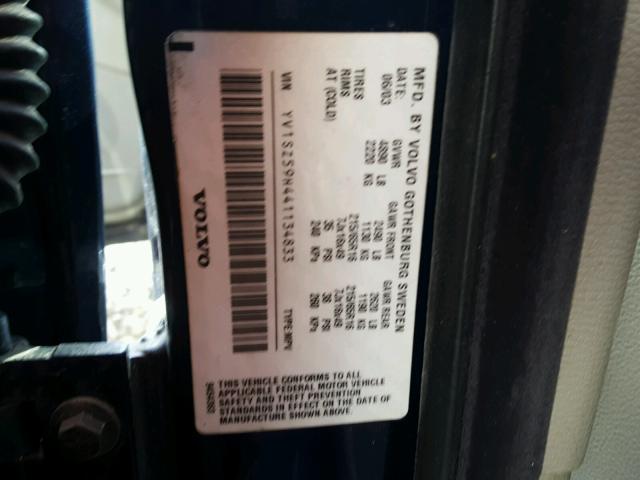 MFD. BY VOLVO GOTHENBURG SWEDEN
DATE: GVWR GAWR FRONT GAWR REAR
06/03 4890 LB 2490 LB 2620 LB
2220 KG 1130 KG 1190 KG
TIRES 215/65R16 215/65R16
RIMS 7Jx16x49 7Jx16x49
AT (COLD) 35 PSI 38 PSI
240 KPa 260 KPa
VIN YV1SZ59H441134833 TYPE:MPV
VOLVO
THIS VEHICLE CONFORMS TO ALL
APPLICABLE FEDERAL MOTOR VEHICLE
SAFETY AND THEFT PREVENTION
STANDARDS IN EFFECT ON THE DATE OF
MANUFACTURE SHOWN ABOVE.